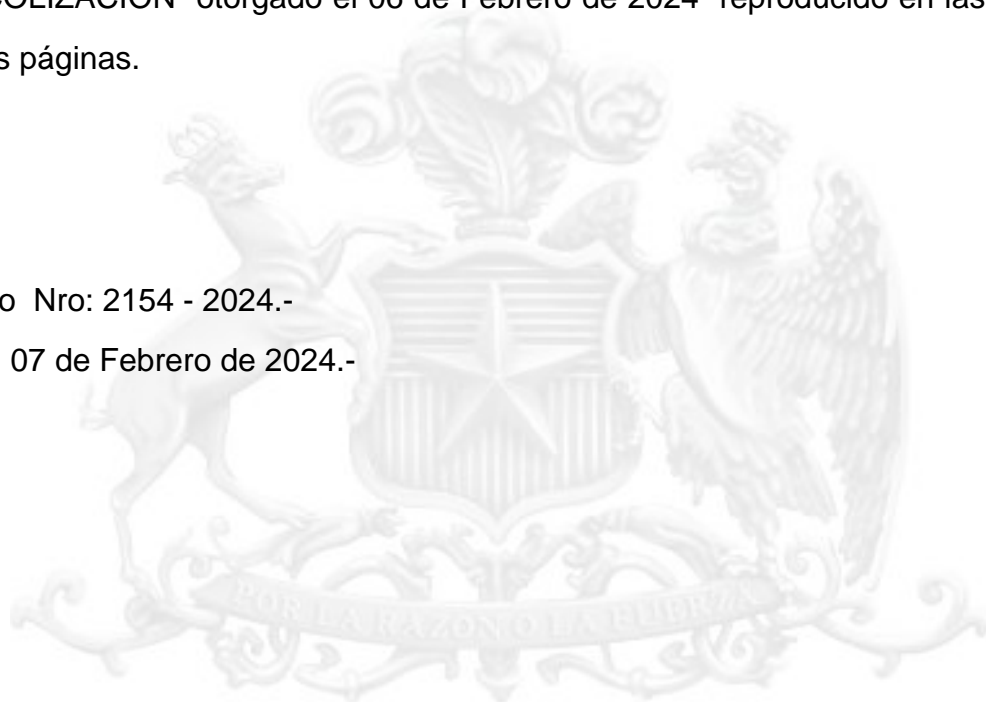 COLIZACION otorgado el 06 de Febrero de 2024 reproducido en las
s páginas.
o Nro: 2154 - 2024.-
07 de Febrero de 2024.-
POR LA RAZON O LA FUERZA